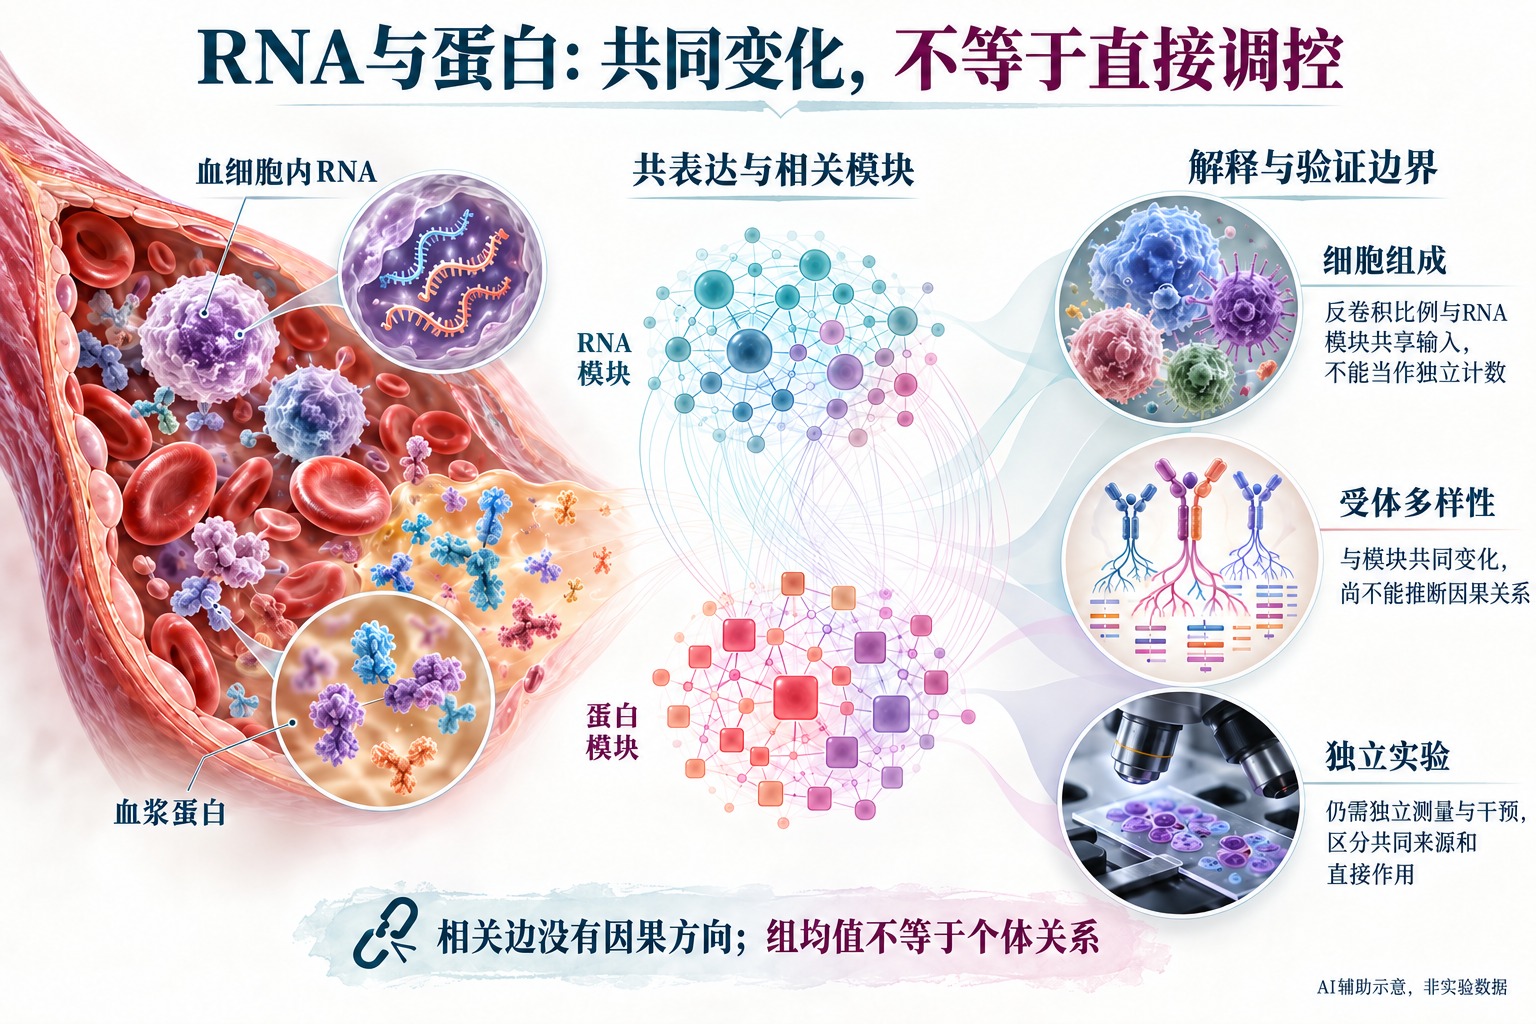 RNA与蛋白：共同变化，不等于直接调控
血细胞内RNA
血浆蛋白
共表达与相关模块
RNA
模块
蛋白
模块
解释与验证边界
细胞组成
反卷积比例与RNA
模块共享输入，
不能当作独立计数
受体多样性
与模块共同变化，
尚不能推断因果关系
独立实验
仍需独立测量与干预，
区分共同来源和
直接作用
相关边没有因果方向；组均值不等于个体关系
AI辅助示意，非实验数据